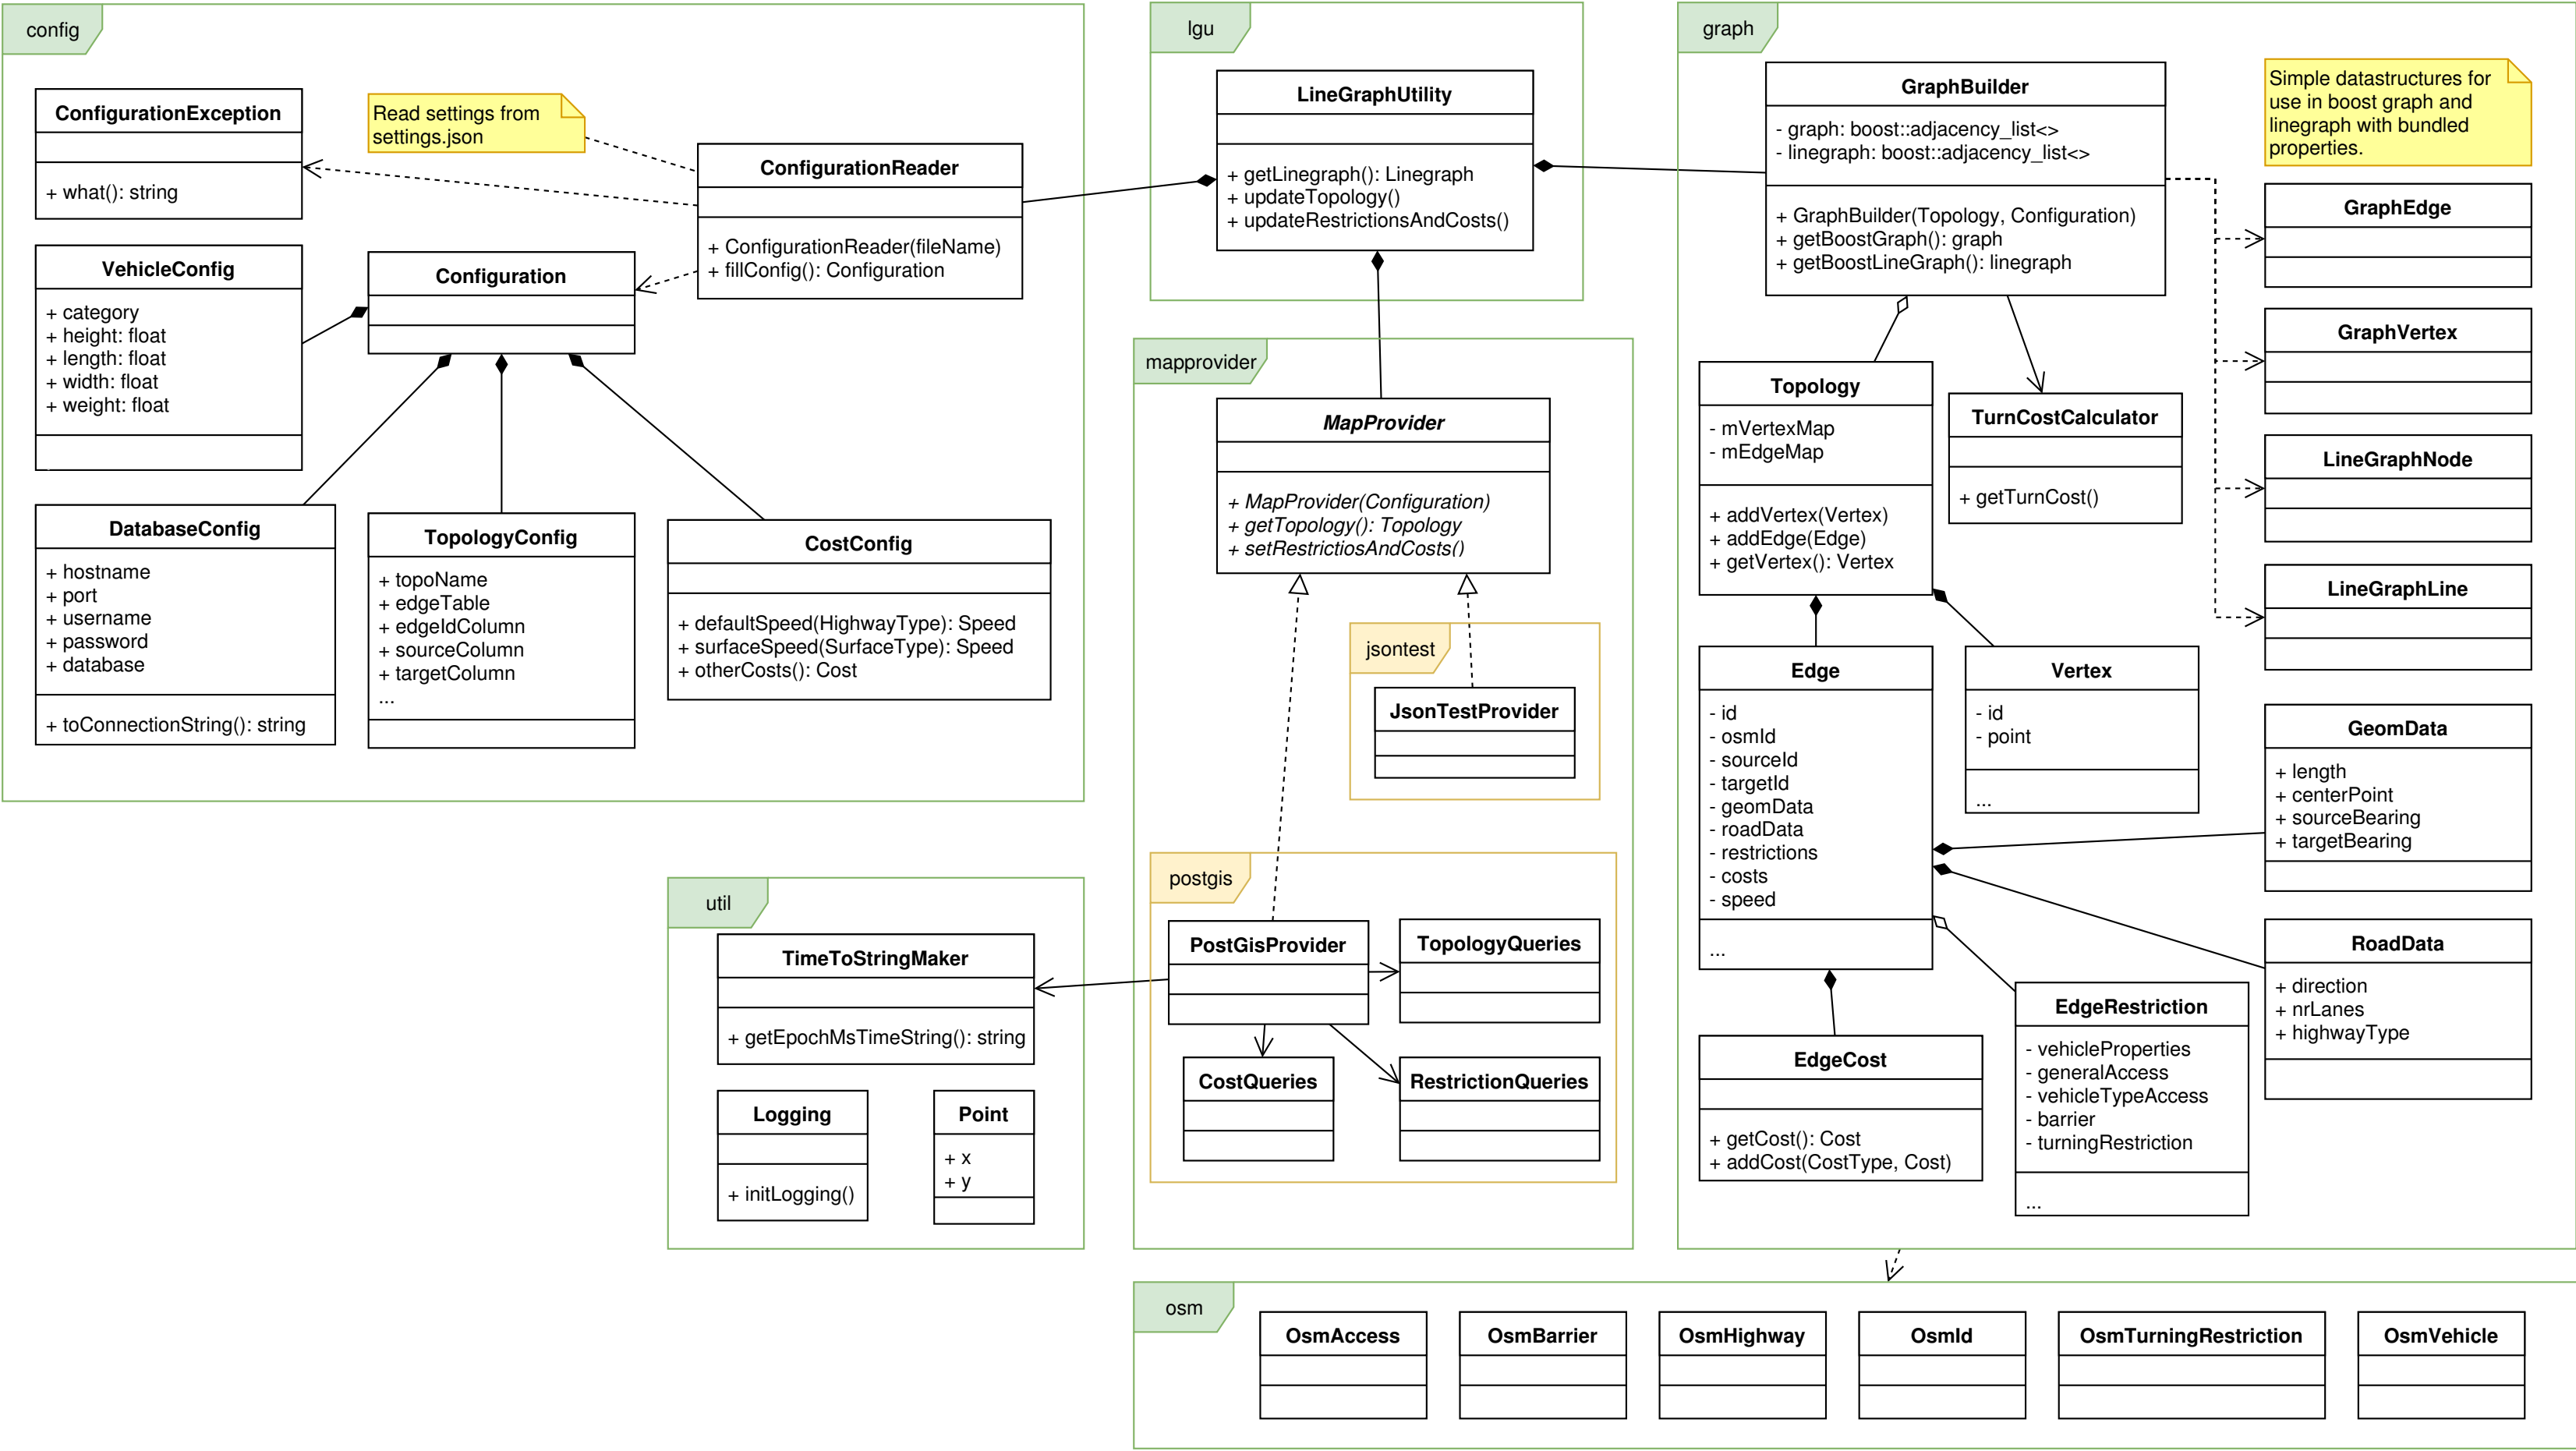 config
ConfigurationException
+ what(): string
Read settings from
settings.json
ConfigurationReader
+ ConfigurationReader(fileName)
+ fillConfig(): Configuration
VehicleConfig
+ category
+ height: float
+ length: float
+ width: float
+ weight: float
Configuration
DatabaseConfig
+ hostname
+ port
+ username
+ password
+ database
+ toConnectionString(): string
TopologyConfig
+ topoName
+ edgeTable
+ edgeIdColumn
+ sourceColumn
+ targetColumn
...
CostConfig
+ defaultSpeed(HighwayType): Speed
+ surfaceSpeed(SurfaceType): Speed
+ otherCosts(): Cost
lgu
LineGraphUtility
+ getLinegraph(): Linegraph
+ updateTopology()
+ updateRestrictionsAndCosts()
mapprovider
MapProvider
+ MapProvider(Configuration)
+ getTopology(): Topology
+ setRestrictiosAndCosts()
jsontest
JsonTestProvider
postgis
PostGisProvider
TopologyQueries
CostQueries
RestrictionQueries
util
TimeToStringMaker
+ getEpochMsTimeString(): string
Logging
+ initLogging()
Point
+ x
+ y
graph
GraphBuilder
- graph: boost::adjacency_list<>
- linegraph: boost::adjacency_list<>
+ GraphBuilder(Topology, Configuration)
+ getBoostGraph(): graph
+ getBoostLineGraph(): linegraph
Simple datastructures for
use in boost graph and
linegraph with bundled
properties.
GraphEdge
GraphVertex
LineGraphNode
LineGraphLine
Topology
- mVertexMap
- mEdgeMap
+ addVertex(Vertex)
+ addEdge(Edge)
+ getVertex(): Vertex
TurnCostCalculator
+ getTurnCost()
Edge
- id
- osmId
- sourceId
- targetId
- geomData
- roadData
- restrictions
- costs
- speed
...
Vertex
- id
- point
...
GeomData
+ length
+ centerPoint
+ sourceBearing
+ targetBearing
RoadData
+ direction
+ nrLanes
+ highwayType
EdgeCost
+ getCost(): Cost
+ addCost(CostType, Cost)
EdgeRestriction
- vehicleProperties
- generalAccess
- vehicleTypeAccess
- barrier
- turningRestriction
...
osm
OsmAccess
OsmBarrier
OsmHighway
OsmId
OsmTurningRestriction
OsmVehicle